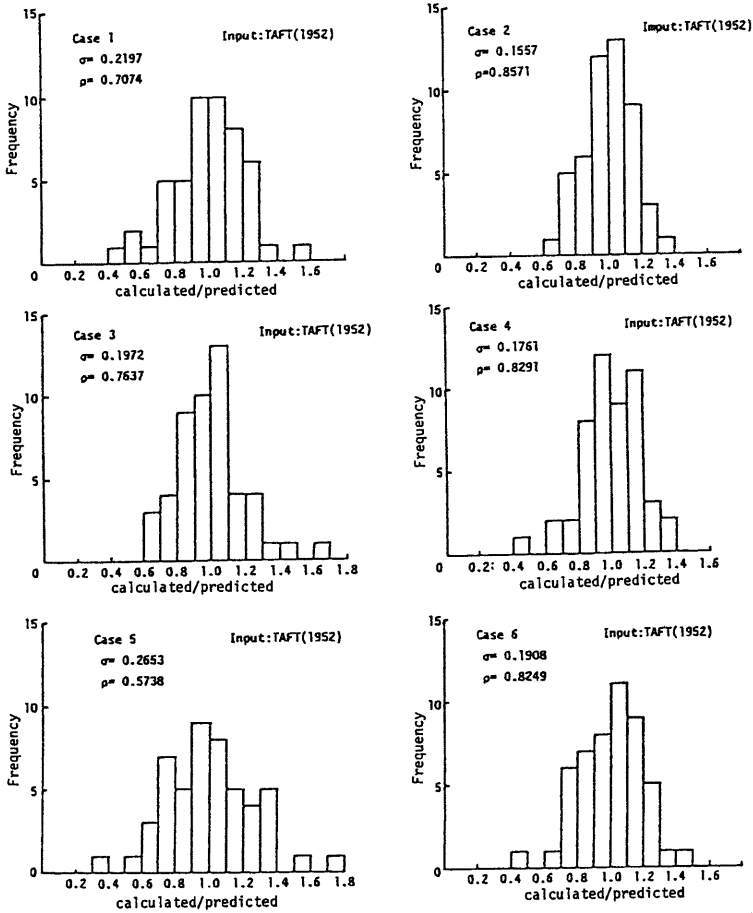 15
Case 1 Input:TAFT(1952)
σ= 0.2197
ρ= 0.7074
10
5
Frequency
0 0.2 0.4 0.6 0.8 1.0 1.2 1.4 1.6
calculated/predicted
15
Case 2 Imput:TAFT(1952)
σ= 0.1557
ρ=0.8571
10
5
Frequency
0 0.2 0.4 0.6 0.8 1.0 1.2 1.4 1.6
calculated/predicted
15
Case 3 Input:TAFT(1952)
σ= 0.1972
ρ= 0.7637
10
5
Frequency
0 0.2 0.4 0.6 0.8 1.0 1.2 1.4 1.6 1.8
calculated/predicted
15
Case 4 Input:TAFT(1952)
σ= 0.1761
ρ= 0.8291
10
5
Frequency
0 0.2: 0.4 0.6 0.8 1.0 1.2 1.4 1.6
calculated/predicted
15
Case 5 Input:TAFT(1952)
σ= 0.2653
ρ= 0.5738
10
5
0
Frequency
0.2 0.4 0.6 0.8 1.0 1.2 1.4 1.6 1.8
calculated/predicted
15
Case 6 Input:TAFT(1952)
σ= 0.1908
ρ= 0.8249
10
5
0
Frequency
0.2 0.4 0.6 0.8 1.0 1.2 1.4 1.6
calculated/predicted